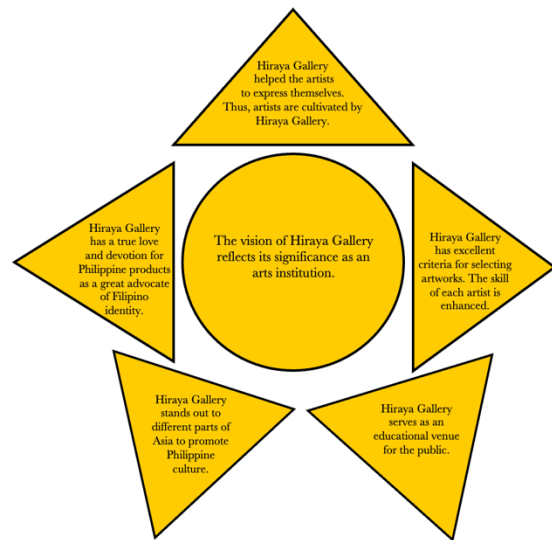 Hiraya Gallery
helped the artists
to express themselves.
Thus, artists are cultivated by
Hiraya Gallery.
Hiraya Gallery
has a true love
and devotion for
Philippine products
as a great advocate
of Filipino
identity.
The vision of Hiraya Gallery
reflects its significance as an
arts institution.
Hiraya Gallery
has excellent
criteria for selecting
artworks. The skill
of each artist is
enhanced.
Hiraya Gallery
stands out to
different parts of
Asia to promote
Philippine
culture.
Hiraya Gallery
serves as an
educational venue
for the public.